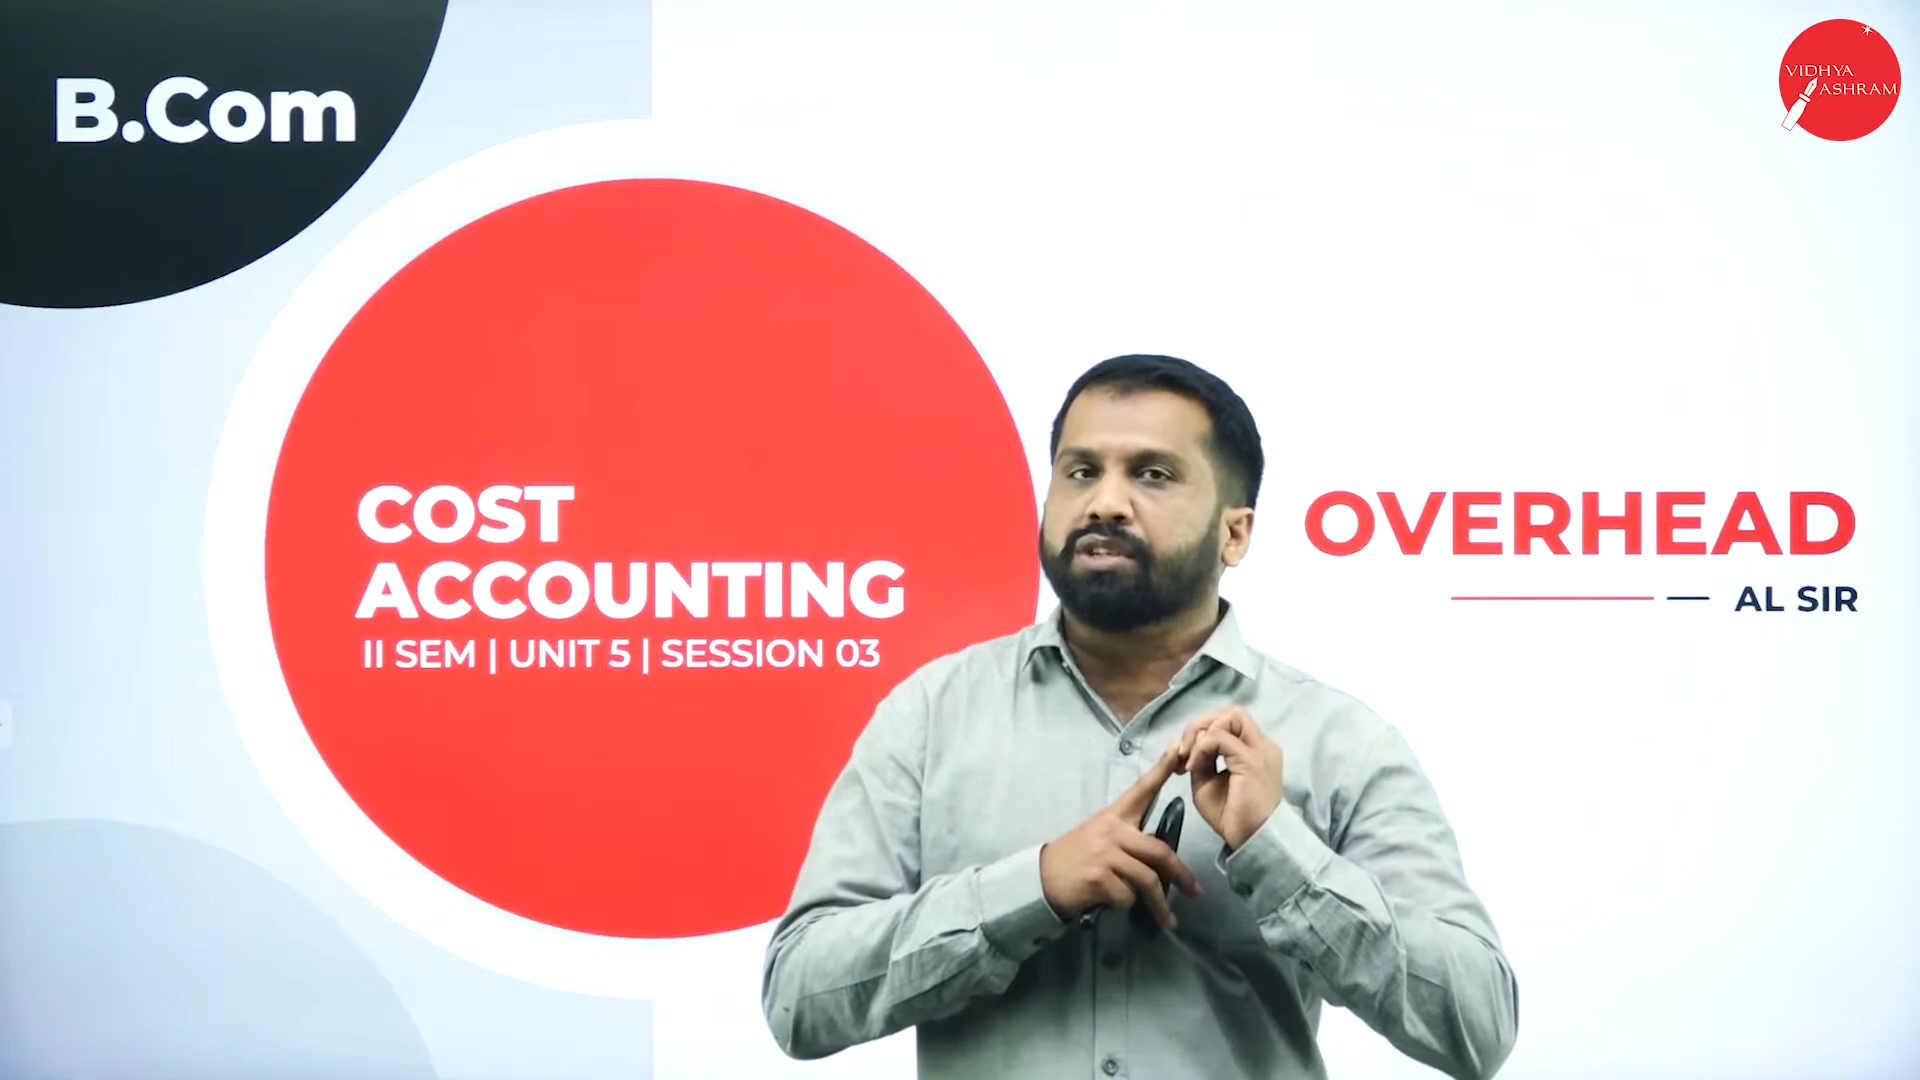 B.Com
VIDHYA
ASHRAM
COST
ACCOUNTING
II SEM | UNIT 5 | SESSION 03
OVERHEAD
AL SIR